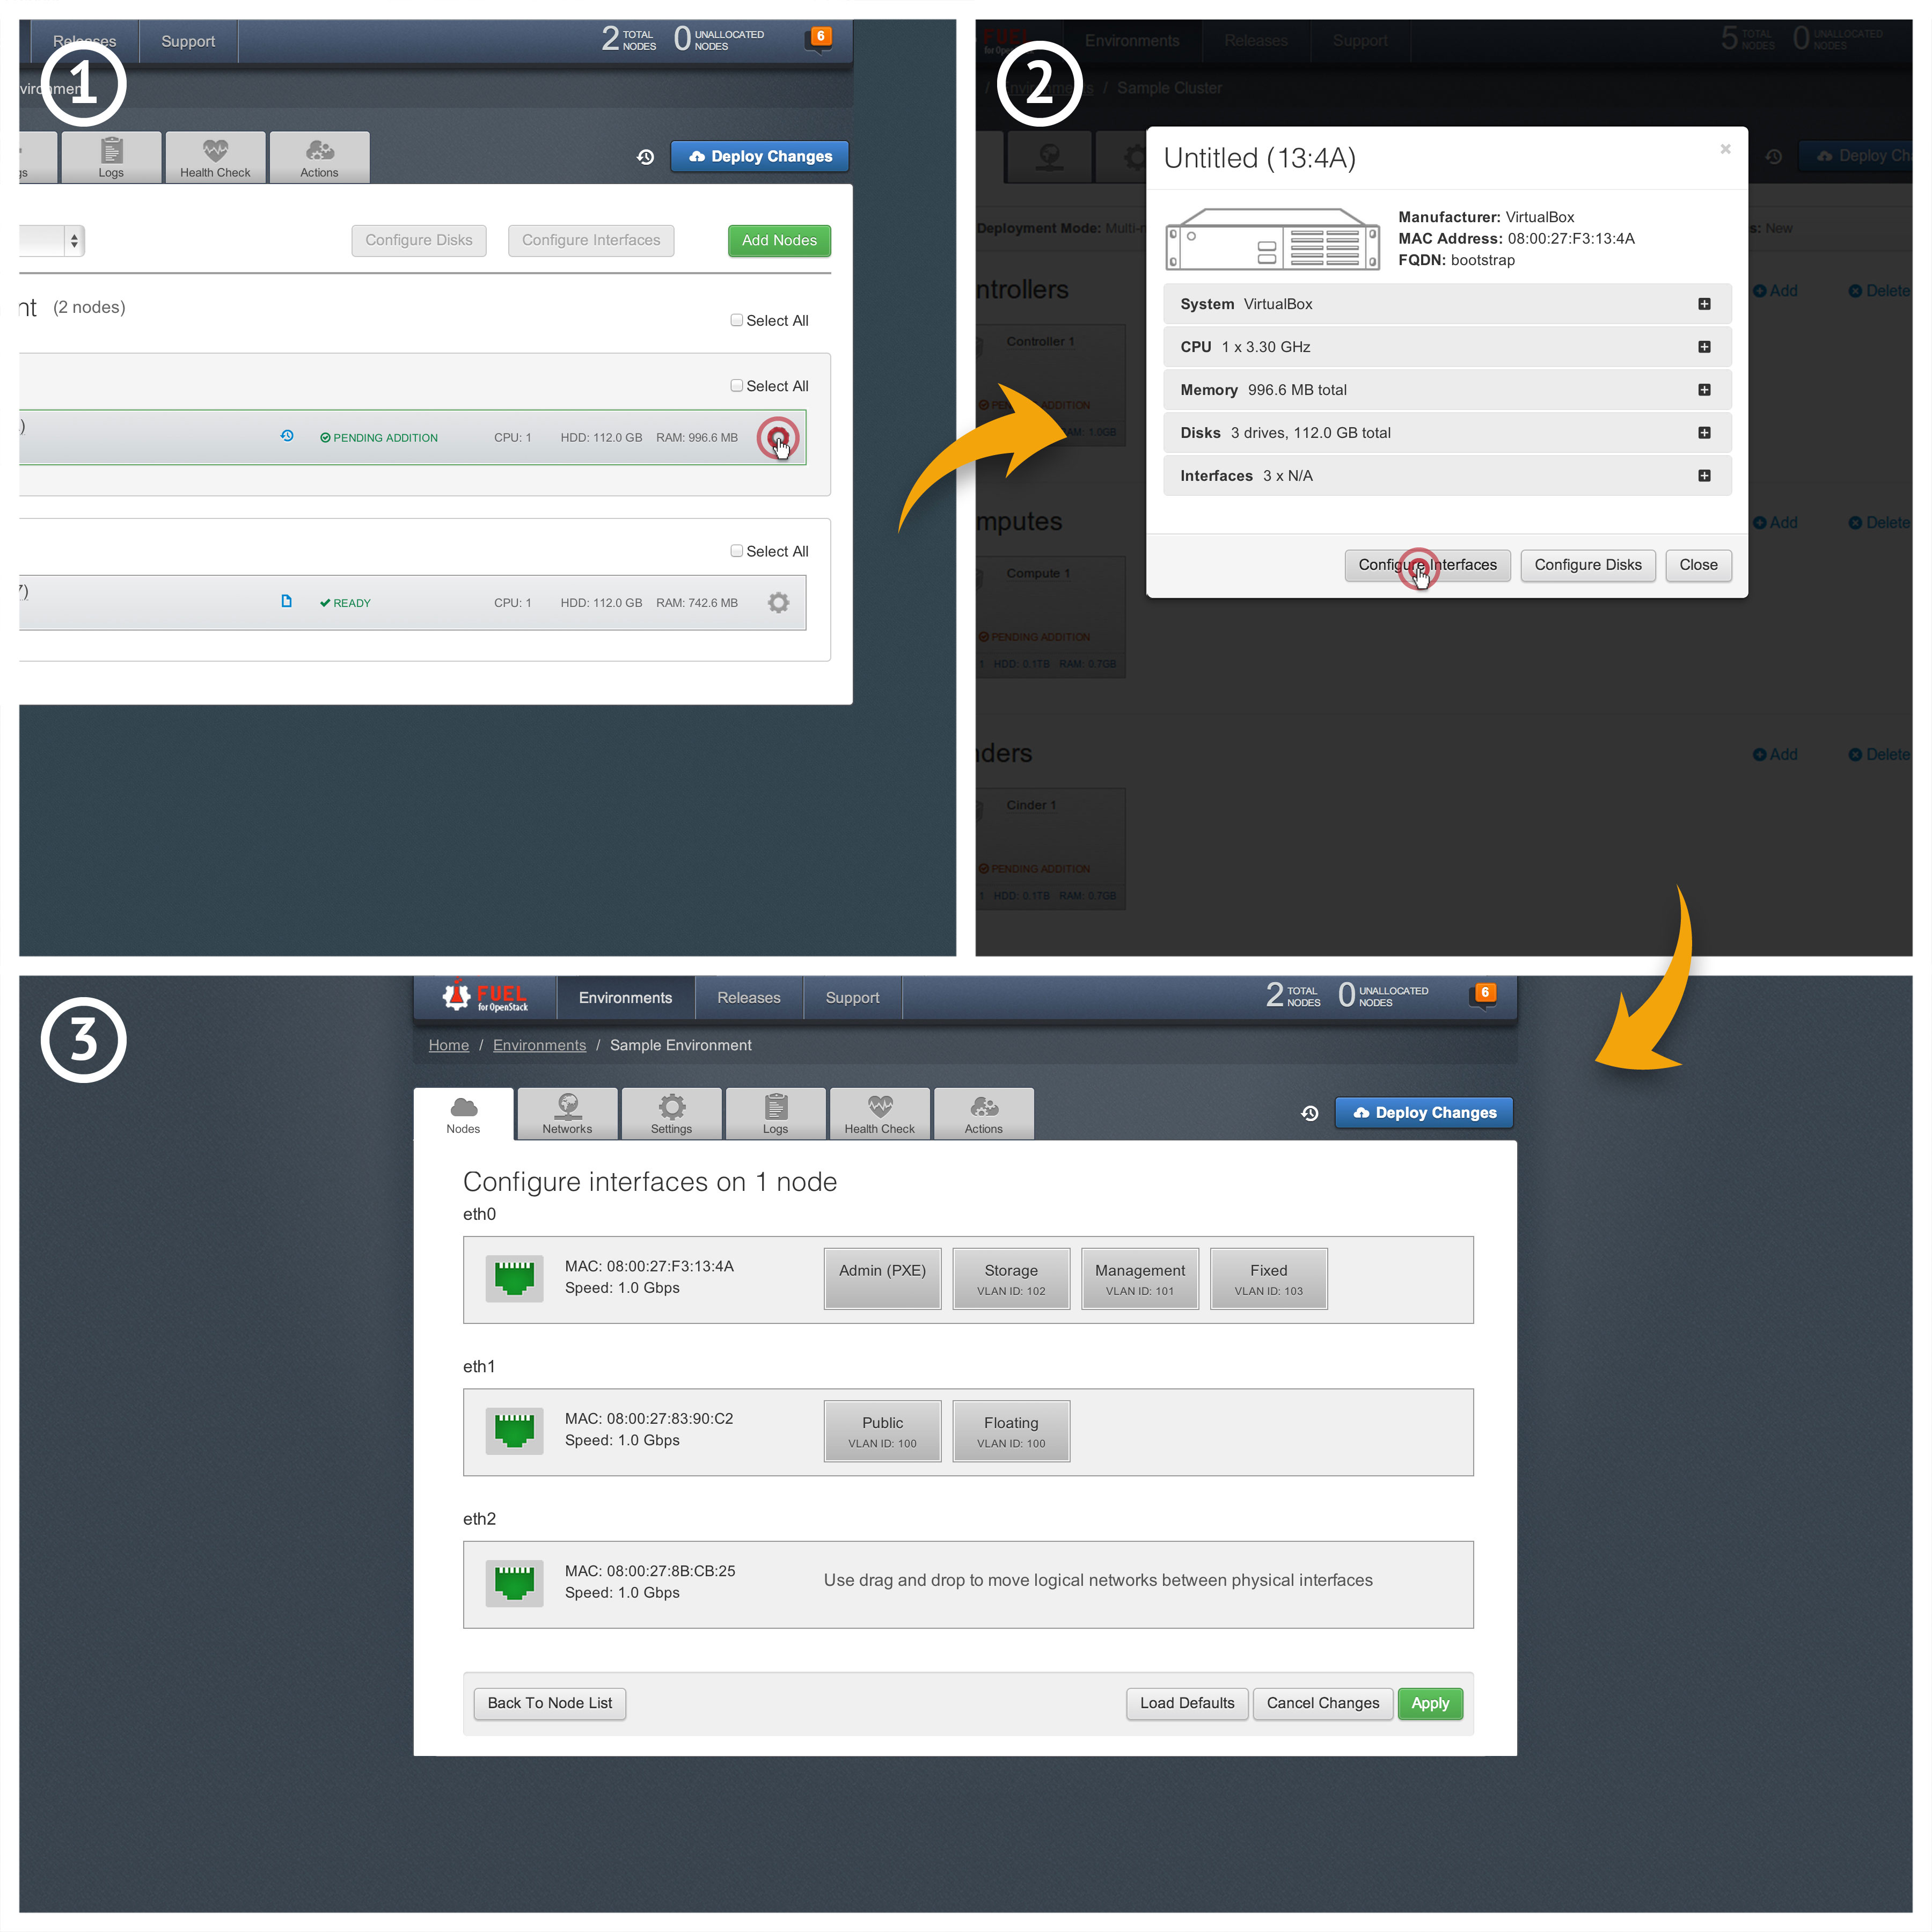 1
Releases
Support
2 TOTAL NODES
0 UNALLOCATED NODES
6
vironmen
gs
Logs
Health Check
Actions
Deploy Changes
Configure Disks
Configure Interfaces
Add Nodes
nt (2 nodes)
Select All
Select All
)
PENDING ADDITION
CPU: 1
HDD: 112.0 GB
RAM: 996.6 MB
Select All
7)
READY
CPU: 1
HDD: 112.0 GB
RAM: 742.6 MB
2
FUEL
for OpenStack
Environments
Releases
Support
5 TOTAL NODES
0 UNALLOCATED NODES
/ Environments / Sample Cluster
Deploy Ch
Deployment Mode: Multi-n
s: New
ntrollers
Add
Delete
Controller 1
PENDING ADDITION
RAM: 1.0GB
mputes
Add
Delete
Compute 1
PENDING ADDITION
1 HDD: 0.1TB RAM: 0.7GB
nders
Add
Delete
Cinder 1
PENDING ADDITION
1 HDD: 0.1TB RAM: 0.7GB
Untitled (13:4A)
×
Manufacturer: VirtualBox
MAC Address: 08:00:27:F3:13:4A
FQDN: bootstrap
System VirtualBox
CPU 1 x 3.30 GHz
Memory 996.6 MB total
Disks 3 drives, 112.0 GB total
Interfaces 3 x N/A
Configure Interfaces
Configure Disks
Close
3
FUEL
for OpenStack
Environments
Releases
Support
2 TOTAL NODES
0 UNALLOCATED NODES
6
Home / Environments / Sample Environment
Nodes
Networks
Settings
Logs
Health Check
Actions
Deploy Changes
Configure interfaces on 1 node
eth0
MAC: 08:00:27:F3:13:4A
Speed: 1.0 Gbps
Admin (PXE)
Storage
VLAN ID: 102
Management
VLAN ID: 101
Fixed
VLAN ID: 103
eth1
MAC: 08:00:27:83:90:C2
Speed: 1.0 Gbps
Public
VLAN ID: 100
Floating
VLAN ID: 100
eth2
MAC: 08:00:27:8B:CB:25
Speed: 1.0 Gbps
Use drag and drop to move logical networks between physical interfaces
Back To Node List
Load Defaults
Cancel Changes
Apply